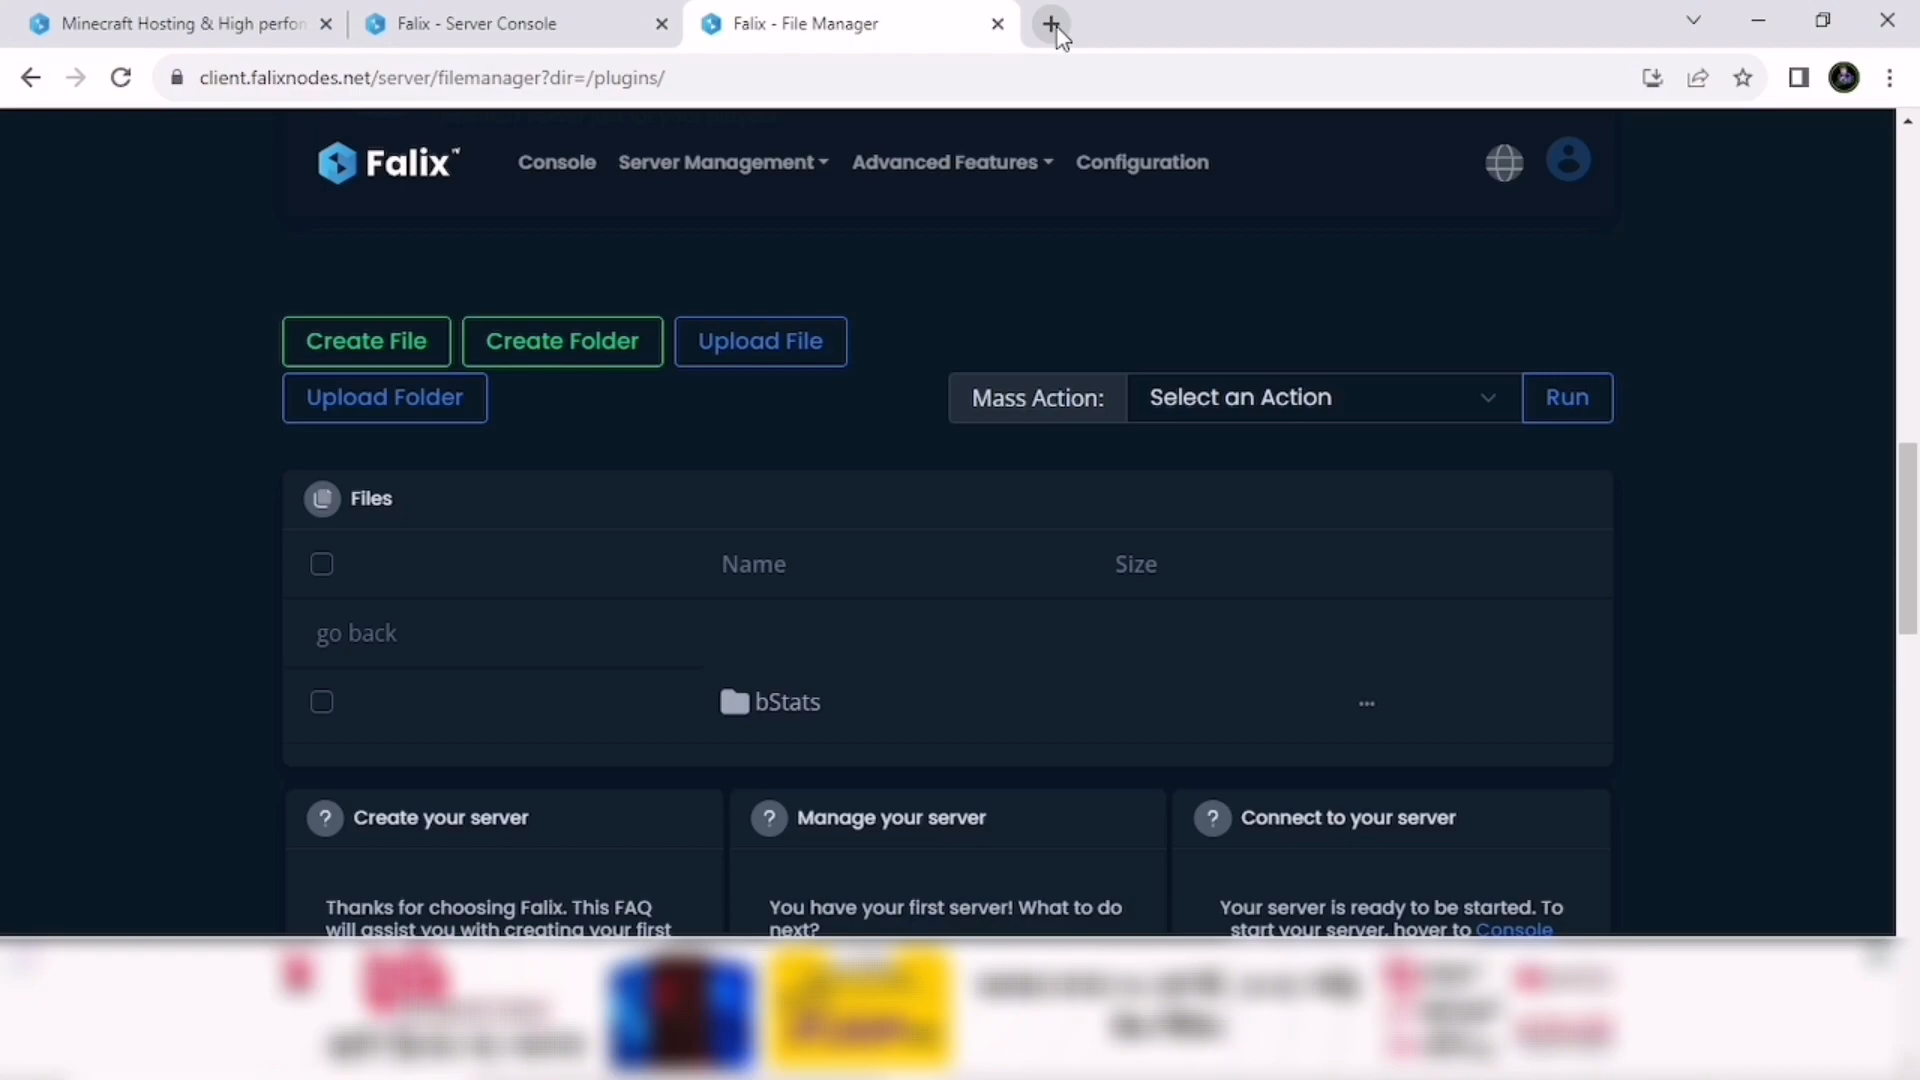 Minecraft Hosting & High perfor
Falix - Server Console
Falix - File Manager
client.falixnodes.net/server/filemanager?dir=/plugins/
Falix
Console
Server Management
Advanced Features
Configuration
Create File
Create Folder
Upload File
Upload Folder
Mass Action:
Select an Action
Run
Files
Name
Size
go back
bStats
...
Create your server
Manage your server
Connect to your server
Thanks for choosing Falix. This FAQ
will assist you with creating your first
You have your first server! What to do
next?
Your server is ready to be started. To
start your server, hover to Console